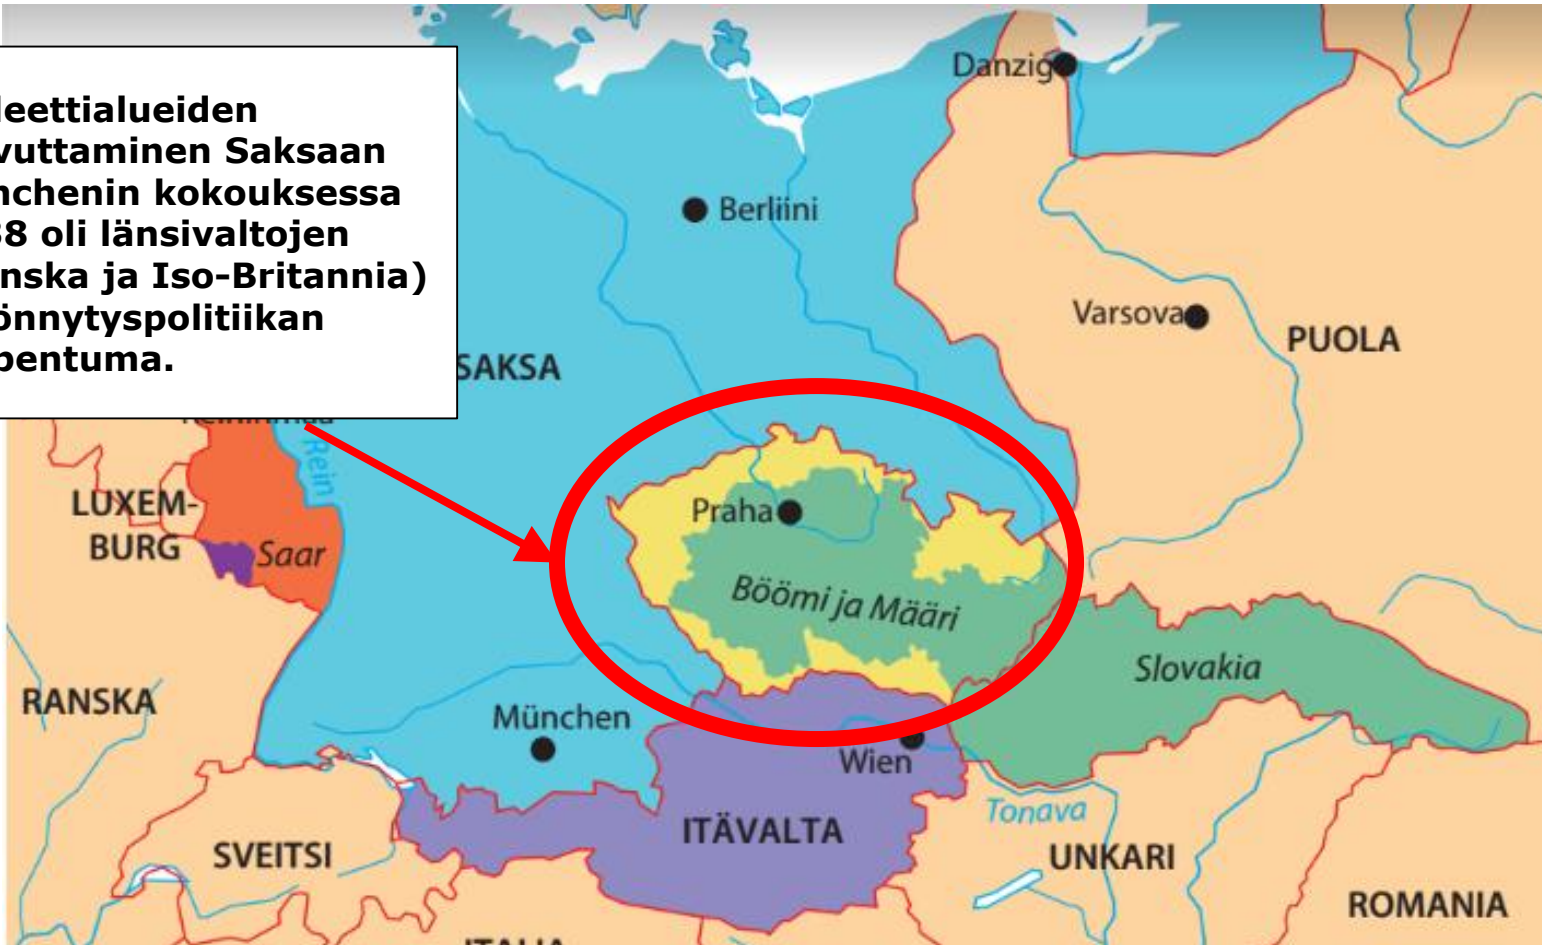 leettialueiden
vuttaminen Saksaan
nchenin kokouksessa
38 oli länsivaltojen
nska ja Iso-Britannia)
önnytyspolitiikan
pentuma.
Danzig
Berliini
Varsova
PUOLA
SAKSA
Rein
LUXEM-
BURG
Saar
Praha
Böömi ja Määri
Slovakia
RANSKA
München
Wien
Tonava
ITÄVALTA
SVEITSI
UNKARI
ROMANIA